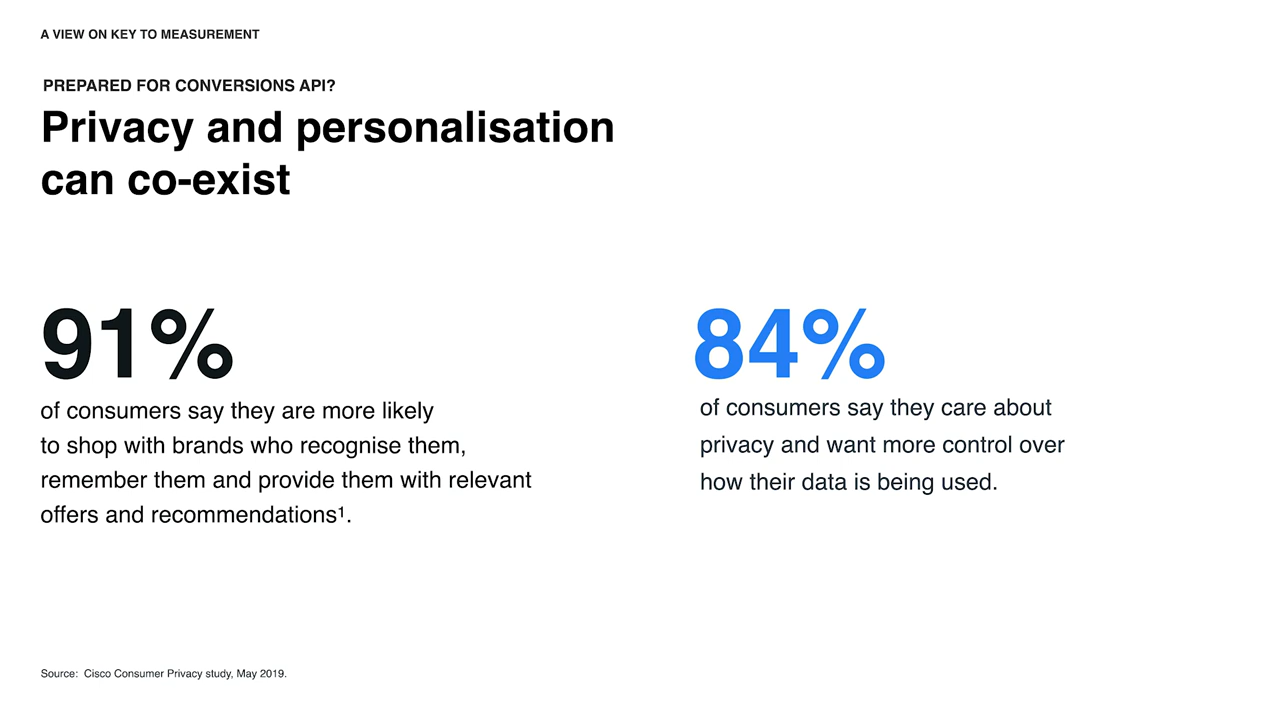 A VIEW ON KEY TO MEASUREMENT
PREPARED FOR CONVERSIONS API?
Privacy and personalisation
can co-exist
91%
of consumers say they are more likely
to shop with brands who recognise them,
remember them and provide them with relevant
offers and recommendations¹.
84%
of consumers say they care about
privacy and want more control over
how their data is being used.
Source:  Cisco Consumer Privacy study, May 2019.